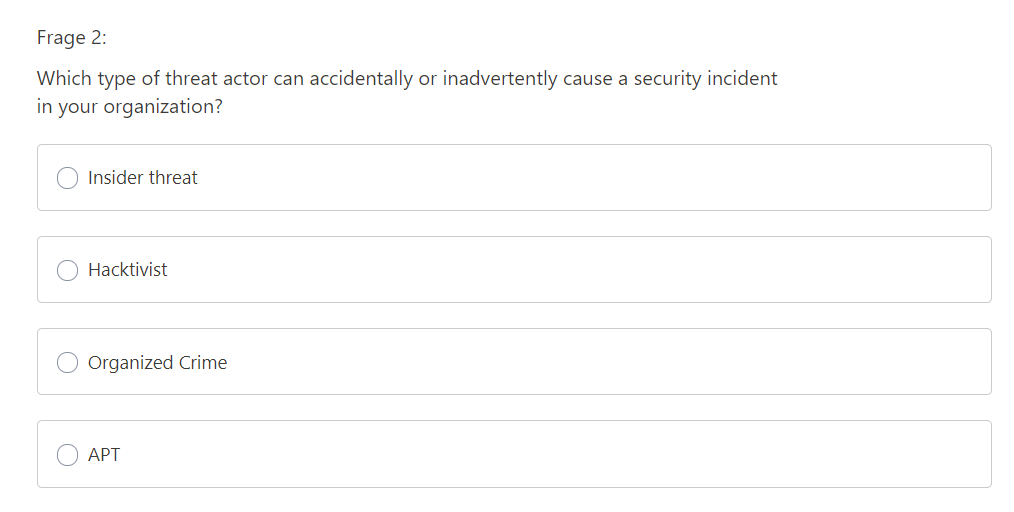 Frage 2:
Which type of threat actor can accidentally or inadvertently cause a security incident
in your organization?
Insider threat
Hacktivist
Organized Crime
APT